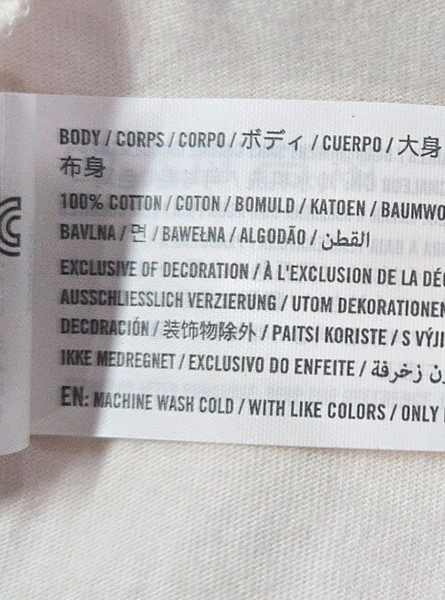 BODY / CORPS / CORPO / ボディ / CUERPO / 大身
布身
100% COTTON / COTON / BOMULD / KATOEN / BAUMWO
BAVLNA / 면 / BAWEŁNA / ALGODÃO / القطن
EXCLUSIVE OF DECORATION / À L'EXCLUSION DE LA DÉC
AUSSCHLIESSLICH VERZIERUNG / UTOM DEKORATIONEN
DECORACIÓN / 装饰物除外 / PAITSI KORISTE / S VÝJI
IKKE MEDREGNET / EXCLUSIVO DO ENFEITE / ن زخرفة
EN: MACHINE WASH COLD / WITH LIKE COLORS / ONLY